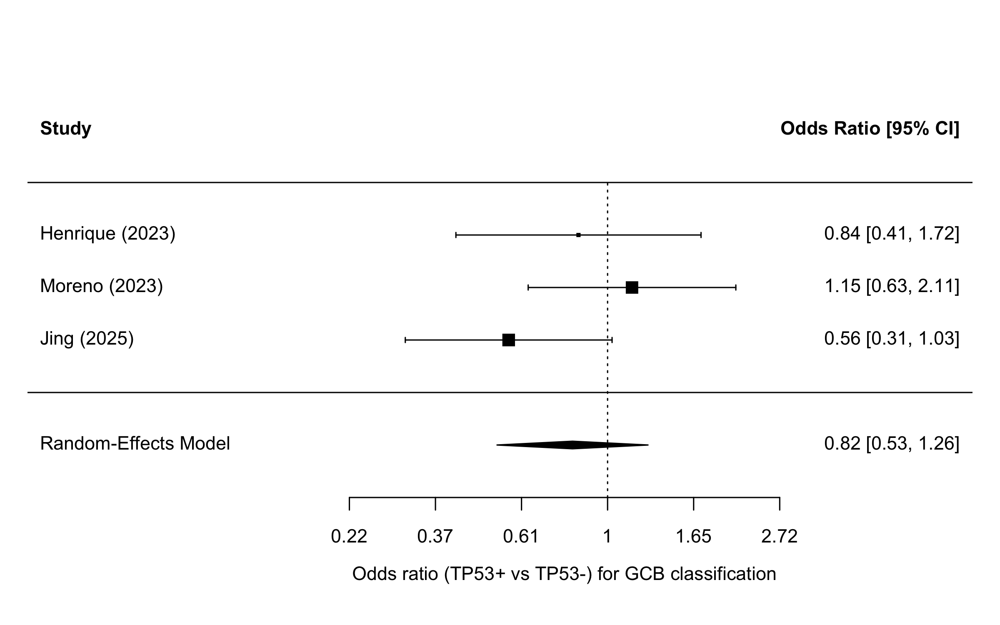 Study Odds Ratio [95% CI]
Henrique (2023) 0.84 [0.41, 1.72]
Moreno (2023) 1.15 [0.63, 2.11]
Jing (2025) 0.56 [0.31, 1.03]
Random-Effects Model 0.82 [0.53, 1.26]
0.22 0.37 0.61 1 1.65 2.72
Odds ratio (TP53+ vs TP53-) for GCB classification